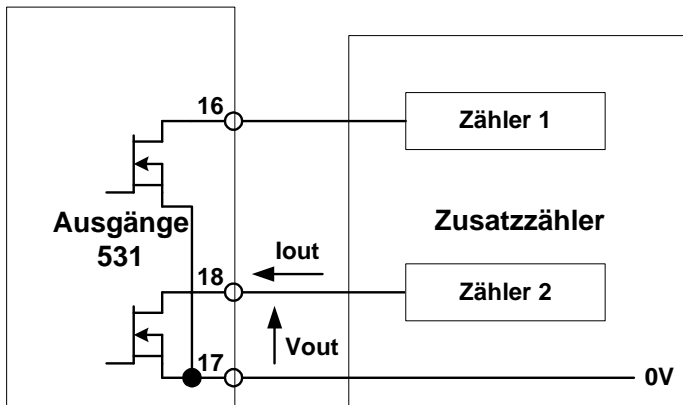 16
Zähler 1
Ausgänge
531
Zusatzzähler
Iout
18
Zähler 2
Vout
17
0V